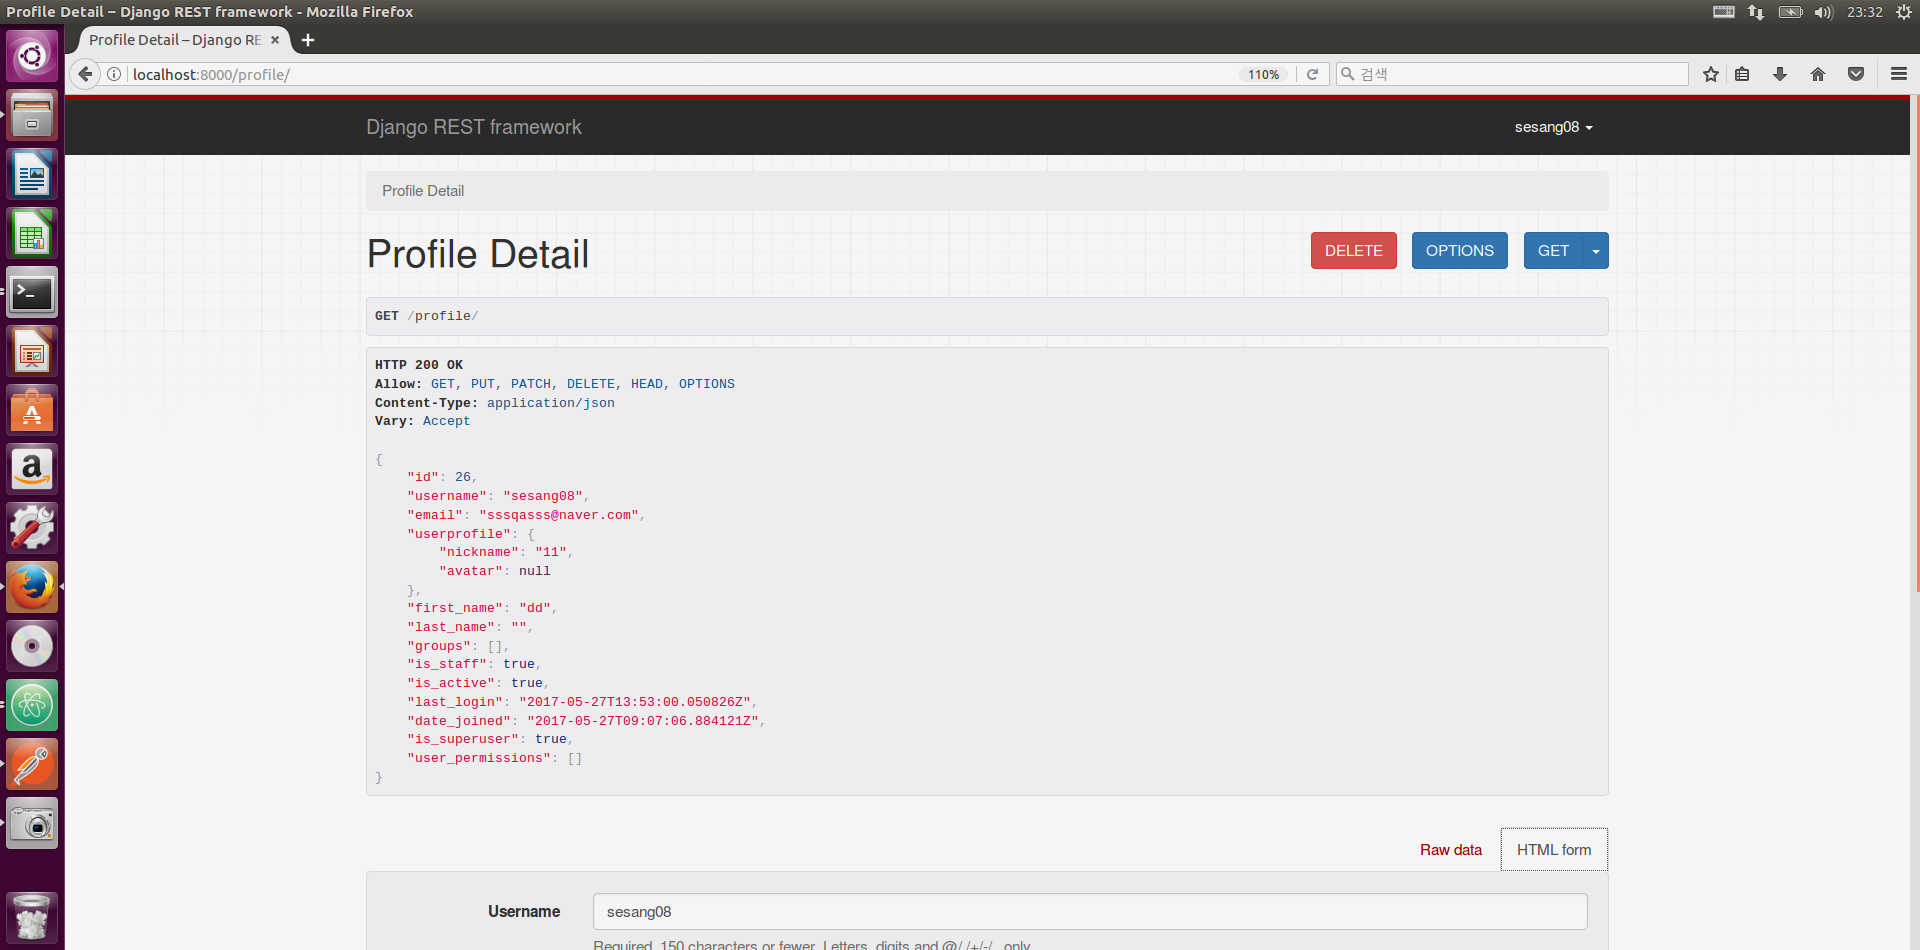 Profile Detail – Django REST framework - Mozilla Firefox
23:32
Profile Detail – Django RE
localhost:8000/profile/
110%
검색
Django REST framework
sesang08
Profile Detail
Profile Detail
DELETE
OPTIONS
GET
GET /profile/
HTTP 200 OK
Allow: GET, PUT, PATCH, DELETE, HEAD, OPTIONS
Content-Type: application/json
Vary: Accept
{
    "id": 26,
    "username": "sesang08",
    "email": "sssqasss@naver.com",
    "userprofile": {
        "nickname": "11",
        "avatar": null
    },
    "first_name": "dd",
    "last_name": "",
    "groups": [],
    "is_staff": true,
    "is_active": true,
    "last_login": "2017-05-27T13:53:00.050826Z",
    "date_joined": "2017-05-27T09:07:06.884121Z",
    "is_superuser": true,
    "user_permissions": []
}
Raw data
HTML form
Username
sesang08
Required. 150 characters or fewer. Letters, digits and @/./+/-/_ only.